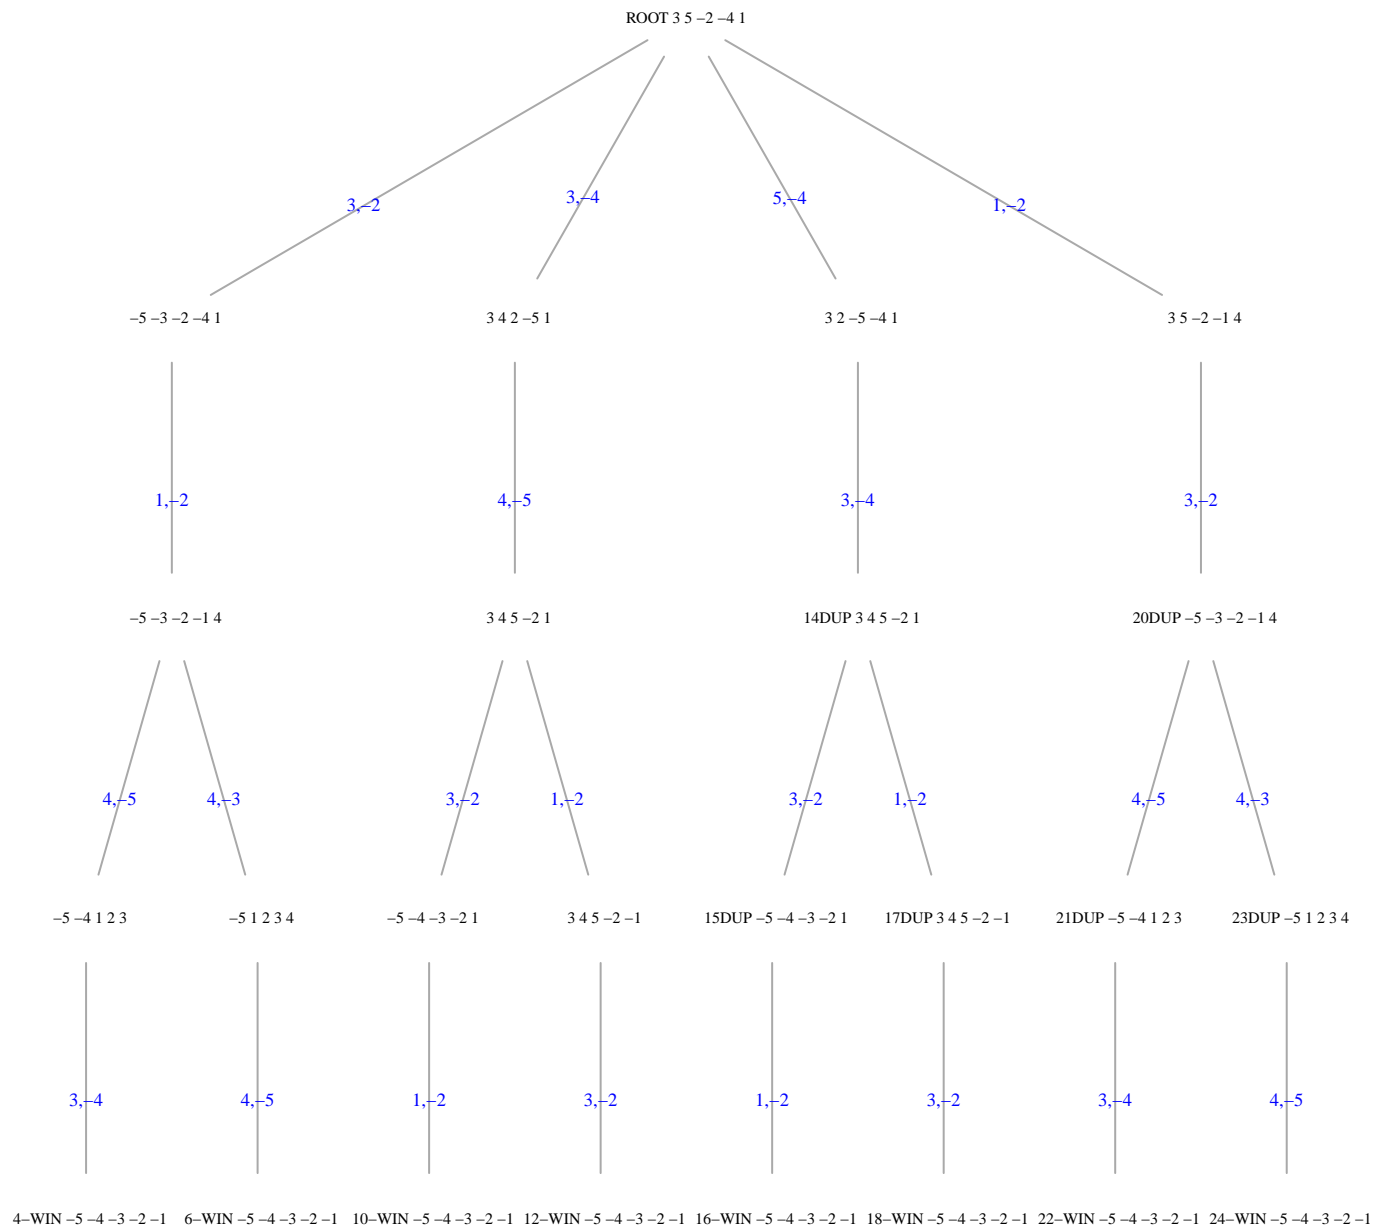 ROOT 3 5 −2 −4 1
3,−2 3,−4 5,−4 1,−2
−5 −3 −2 −4 1 3 4 2 −5 1 3 2 −5 −4 1 3 5 −2 −1 4
1,−2 4,−5 3,−4 3,−2
−5 −3 −2 −1 4 3 4 5 −2 1 14DUP 3 4 5 −2 1 20DUP −5 −3 −2 −1 4
4,−5 4,−3 3,−2 1,−2 3,−2 1,−2 4,−5 4,−3
−5 −4 1 2 3 −5 1 2 3 4 −5 −4 −3 −2 1 3 4 5 −2 −1 15DUP −5 −4 −3 −2 1 17DUP 3 4 5 −2 −1 21DUP −5 −4 1 2 3 23DUP −5 1 2 3 4
3,−4 4,−5 1,−2 3,−2 1,−2 3,−2 3,−4 4,−5
4−WIN −5 −4 −3 −2 −1 6−WIN −5 −4 −3 −2 −1 10−WIN −5 −4 −3 −2 −1 12−WIN −5 −4 −3 −2 −1 16−WIN −5 −4 −3 −2 −1 18−WIN −5 −4 −3 −2 −1 22−WIN −5 −4 −3 −2 −1 24−WIN −5 −4 −3 −2 −1